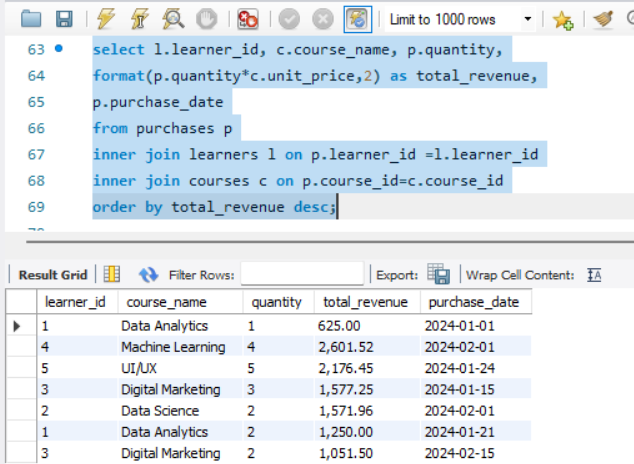 Limit to 1000 rows
63 select l.learner_id, c.course_name, p.quantity,
64 format(p.quantity*c.unit_price,2) as total_revenue,
65 p.purchase_date
66 from purchases p
67 inner join learners l on p.learner_id =l.learner_id
68 inner join courses c on p.course_id=c.course_id
69 order by total_revenue desc;
Result Grid Filter Rows: Export: Wrap Cell Content: IA
learner_id course_name quantity total_revenue purchase_date
1 Data Analytics 1 625.00 2024-01-01
4 Machine Learning 4 2,601.52 2024-02-01
5 UI/UX 5 2,176.45 2024-01-24
3 Digital Marketing 3 1,577.25 2024-01-15
2 Data Science 2 1,571.96 2024-02-01
1 Data Analytics 2 1,250.00 2024-01-21
3 Digital Marketing 2 1,051.50 2024-02-15